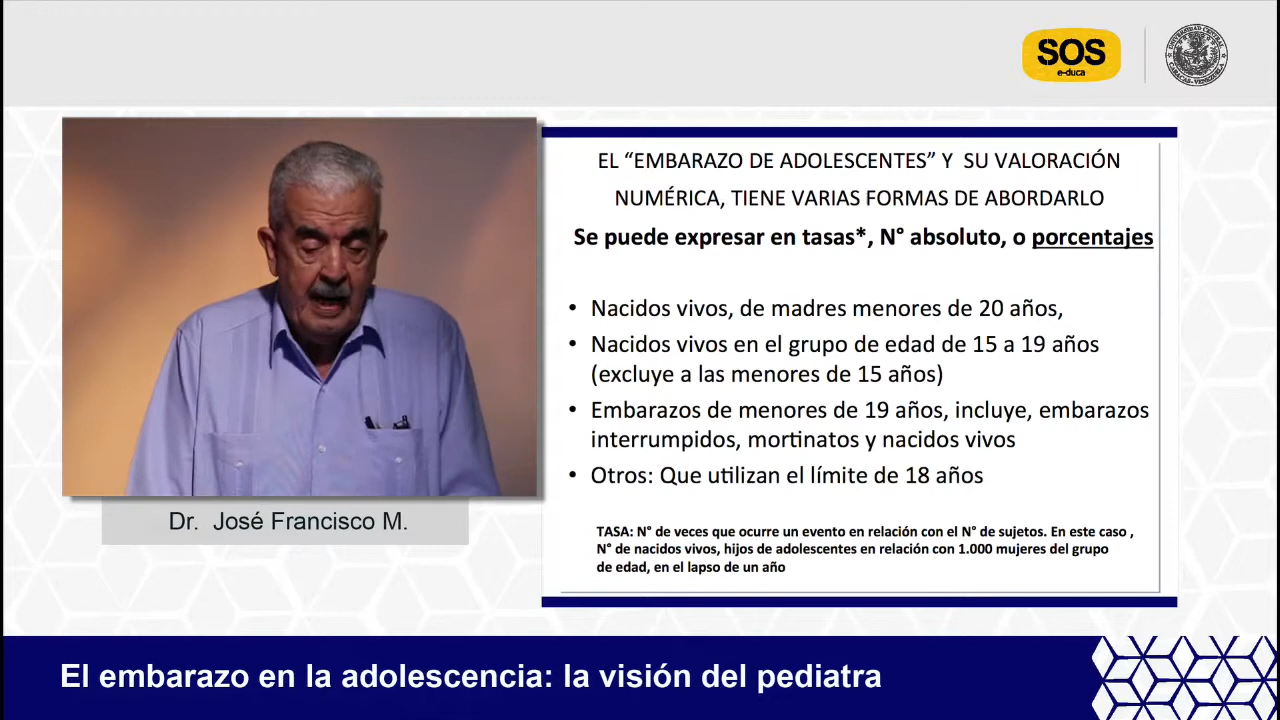 SOS
e-duca
UNIVERSIDAD CENTRAL
CARACAS-VENEZUELA
EL “EMBARAZO DE ADOLESCENTES” Y SU VALORACIÓN
NUMÉRICA, TIENE VARIAS FORMAS DE ABORDARLO
Se puede expresar en tasas*, N° absoluto, o porcentajes
• Nacidos vivos, de madres menores de 20 años,
• Nacidos vivos en el grupo de edad de 15 a 19 años
(excluye a las menores de 15 años)
• Embarazos de menores de 19 años, incluye, embarazos
interrumpidos, mortinatos y nacidos vivos
• Otros: Que utilizan el límite de 18 años
TASA: N° de veces que ocurre un evento en relación con el N° de sujetos. En este caso ,
N° de nacidos vivos, hijos de adolescentes en relación con 1.000 mujeres del grupo
de edad, en el lapso de un año
Dr. José Francisco M.
El embarazo en la adolescencia: la visión del pediatra